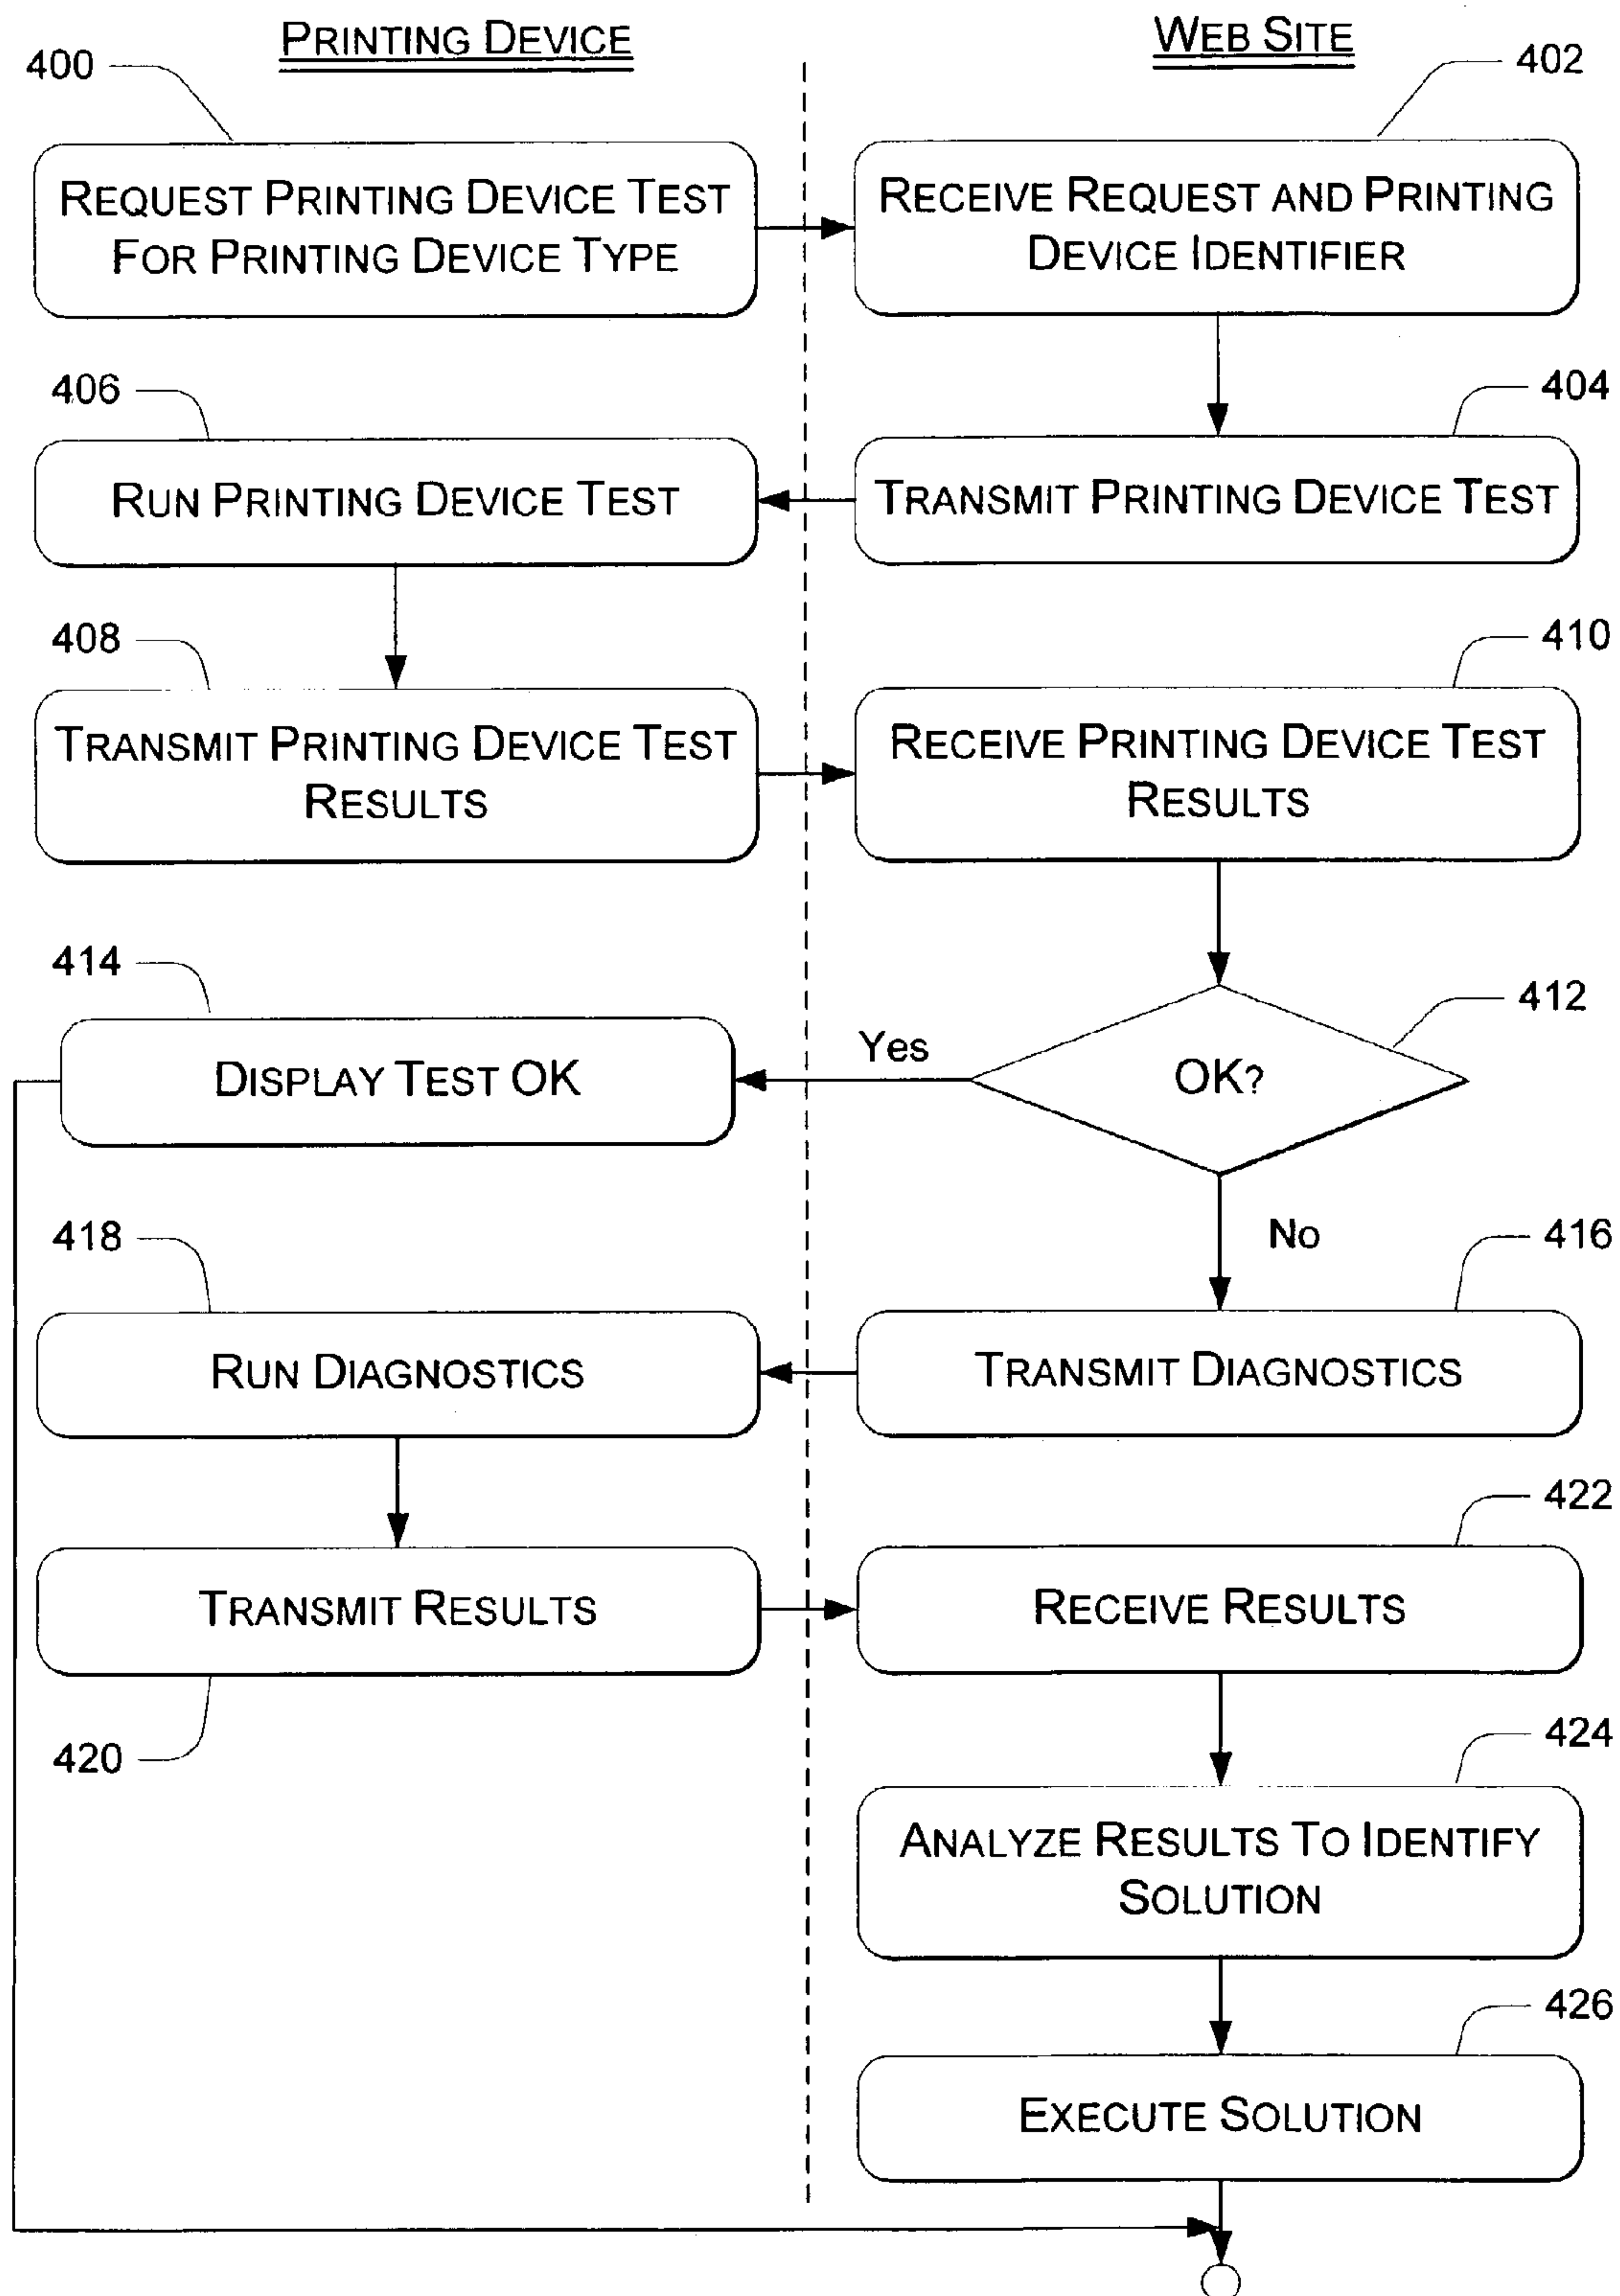 PRINTING DEVICE
WEB SITE
400
402
REQUEST PRINTING DEVICE TEST
FOR PRINTING DEVICE TYPE
RECEIVE REQUEST AND PRINTING
DEVICE IDENTIFIER
406
404
RUN PRINTING DEVICE TEST
TRANSMIT PRINTING DEVICE TEST
408
410
TRANSMIT PRINTING DEVICE TEST
RESULTS
RECEIVE PRINTING DEVICE TEST
RESULTS
414
412
DISPLAY TEST OK
Yes
OK?
No
418
416
RUN DIAGNOSTICS
TRANSMIT DIAGNOSTICS
422
TRANSMIT RESULTS
RECEIVE RESULTS
420
424
ANALYZE RESULTS TO IDENTIFY
SOLUTION
426
EXECUTE SOLUTION